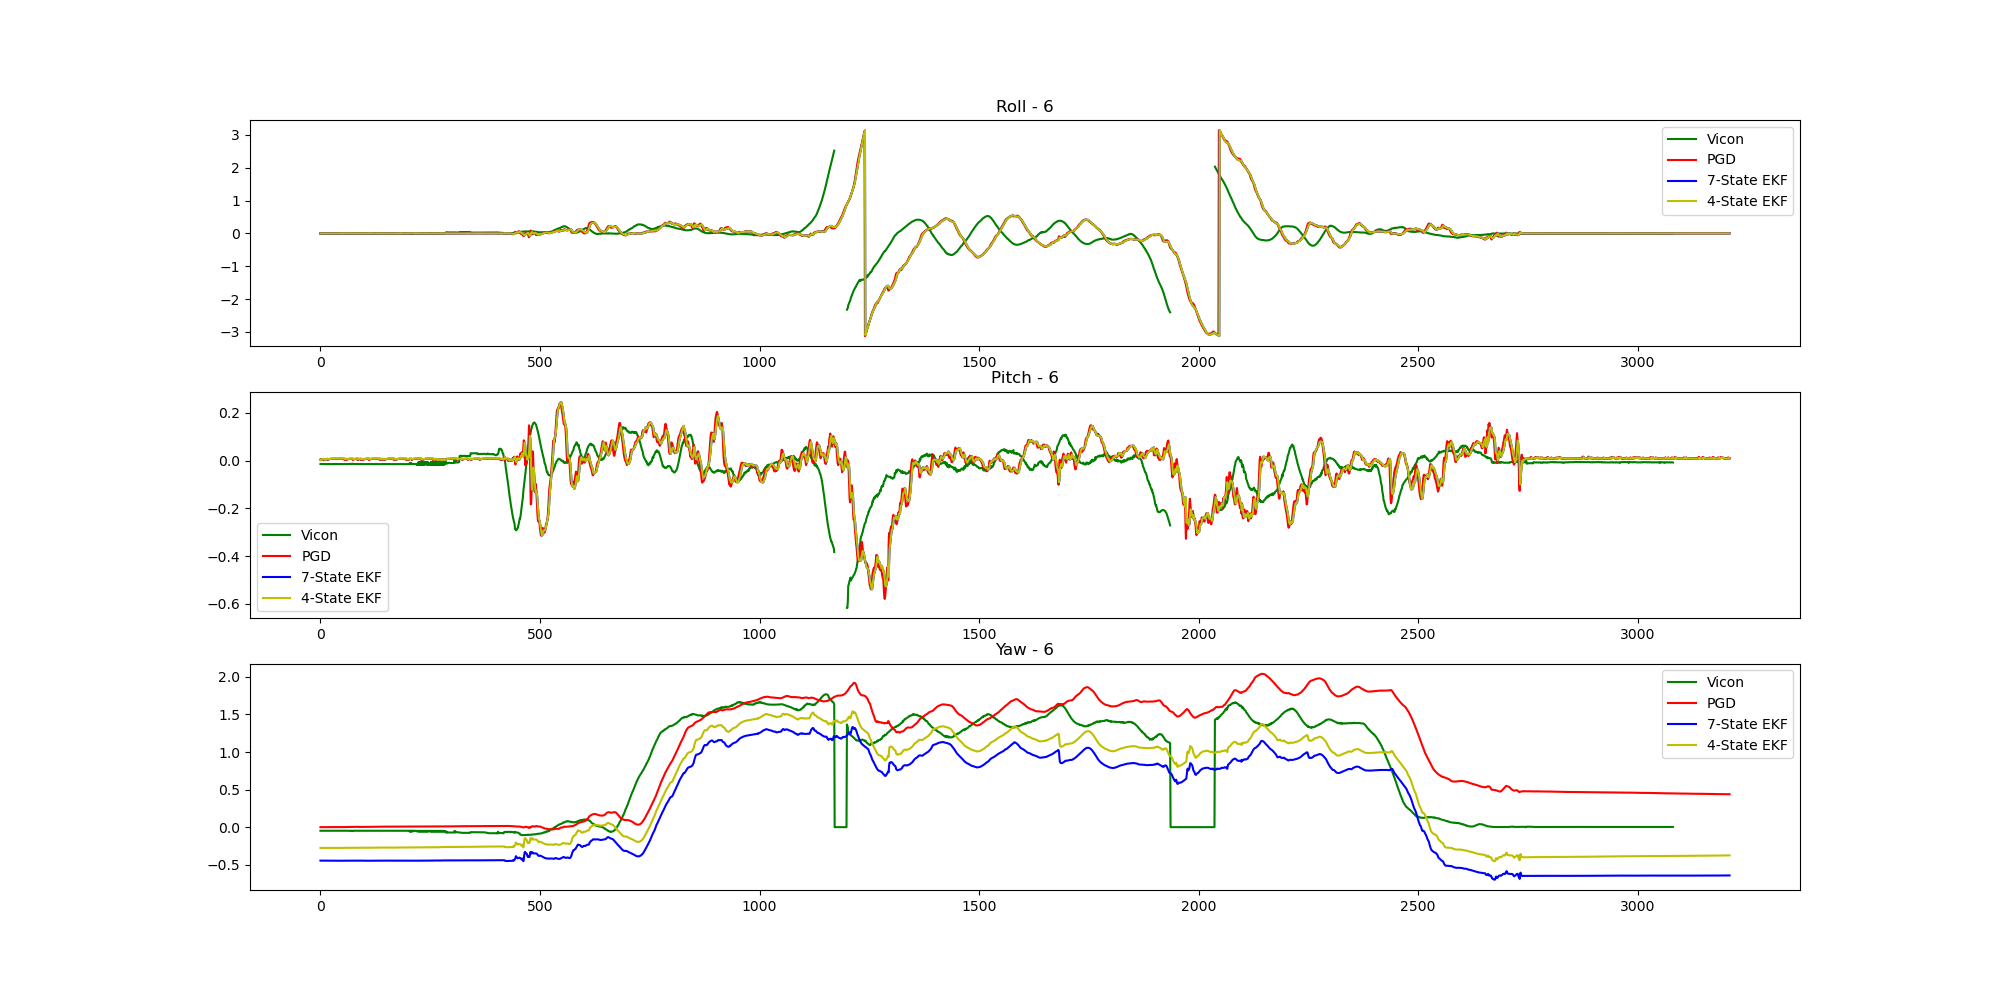 Roll - 6
3
2
1
0
−1
−2
−3
Vicon
PGD
7-State EKF
4-State EKF
0 500 1000 1500 2000 2500 3000
Pitch - 6
0.2
0.0
−0.2
−0.4
−0.6
Vicon
PGD
7-State EKF
4-State EKF
0 500 1000 1500 2000 2500 3000
Yaw - 6
2.0
1.5
1.0
0.5
0.0
−0.5
Vicon
PGD
7-State EKF
4-State EKF
0 500 1000 1500 2000 2500 3000